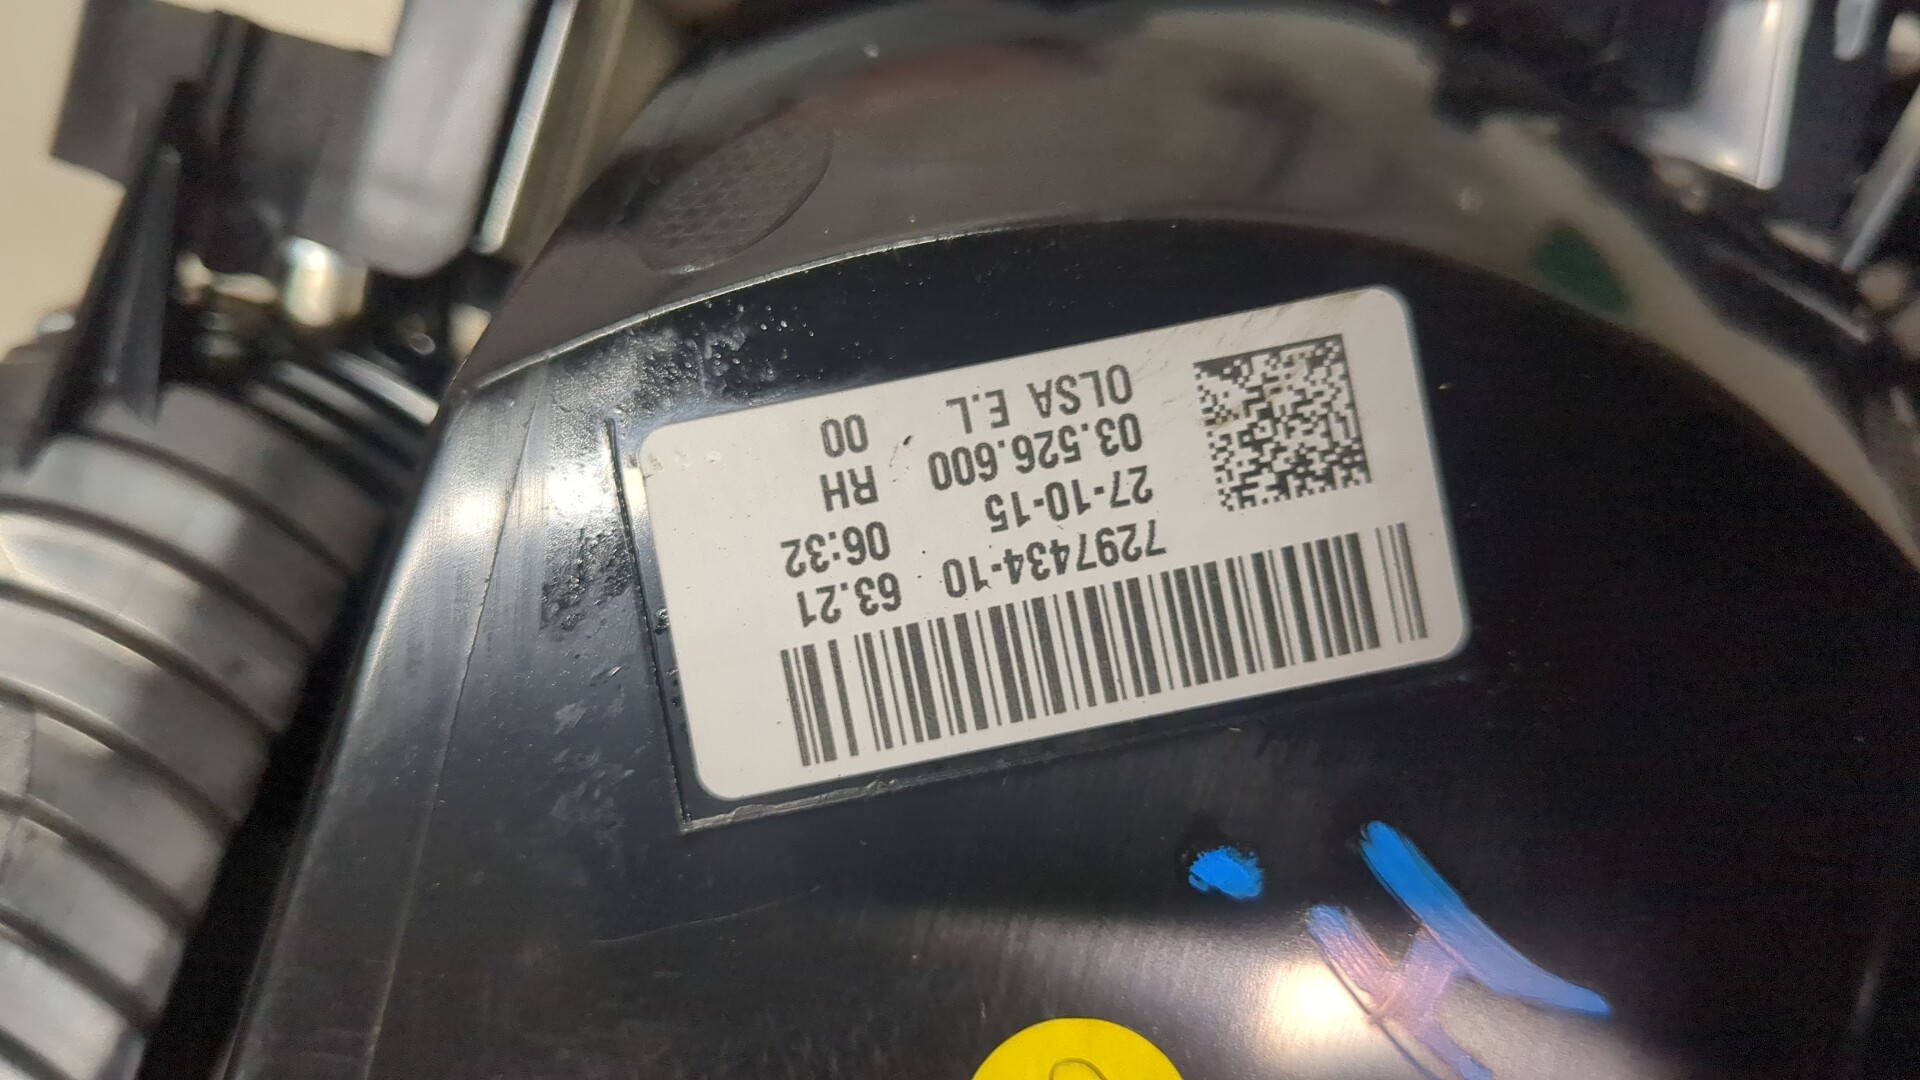 7297434-10 63.21
27-10-15 06:32
03.526.600 RH
OLSA E.L 00